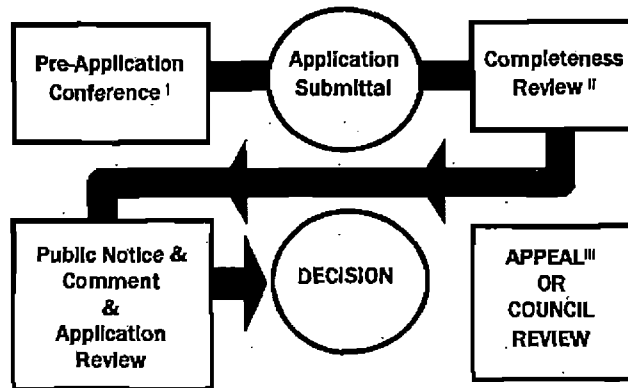 Pre-Application
Conference I
Application
Submittal
Completeness
Review II
Public Notice &
Comment
&
Application
Review
DECISION
APPEAL III
OR
COUNCIL
REVIEW